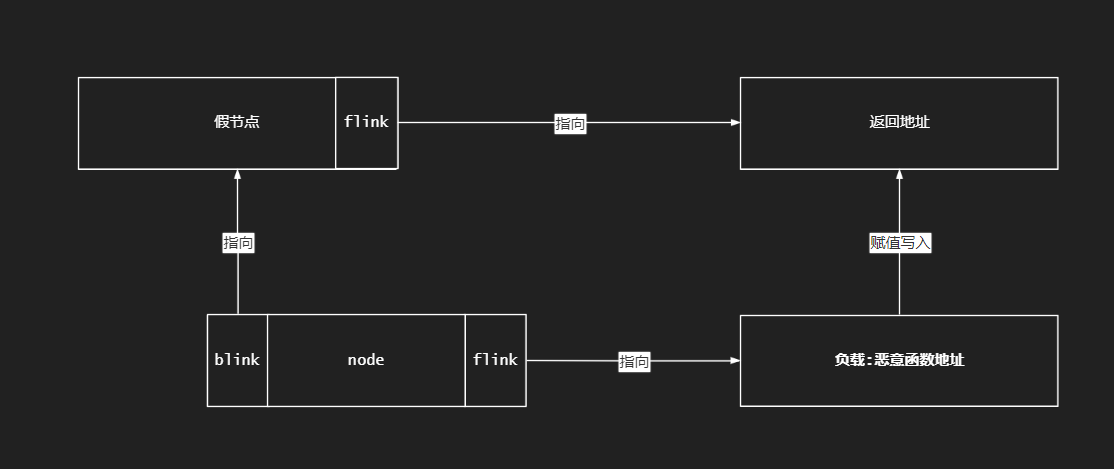 假节点
flink
指向
返回地址
指向
赋值写入
blink
node
flink
指向
负载:恶意函数地址